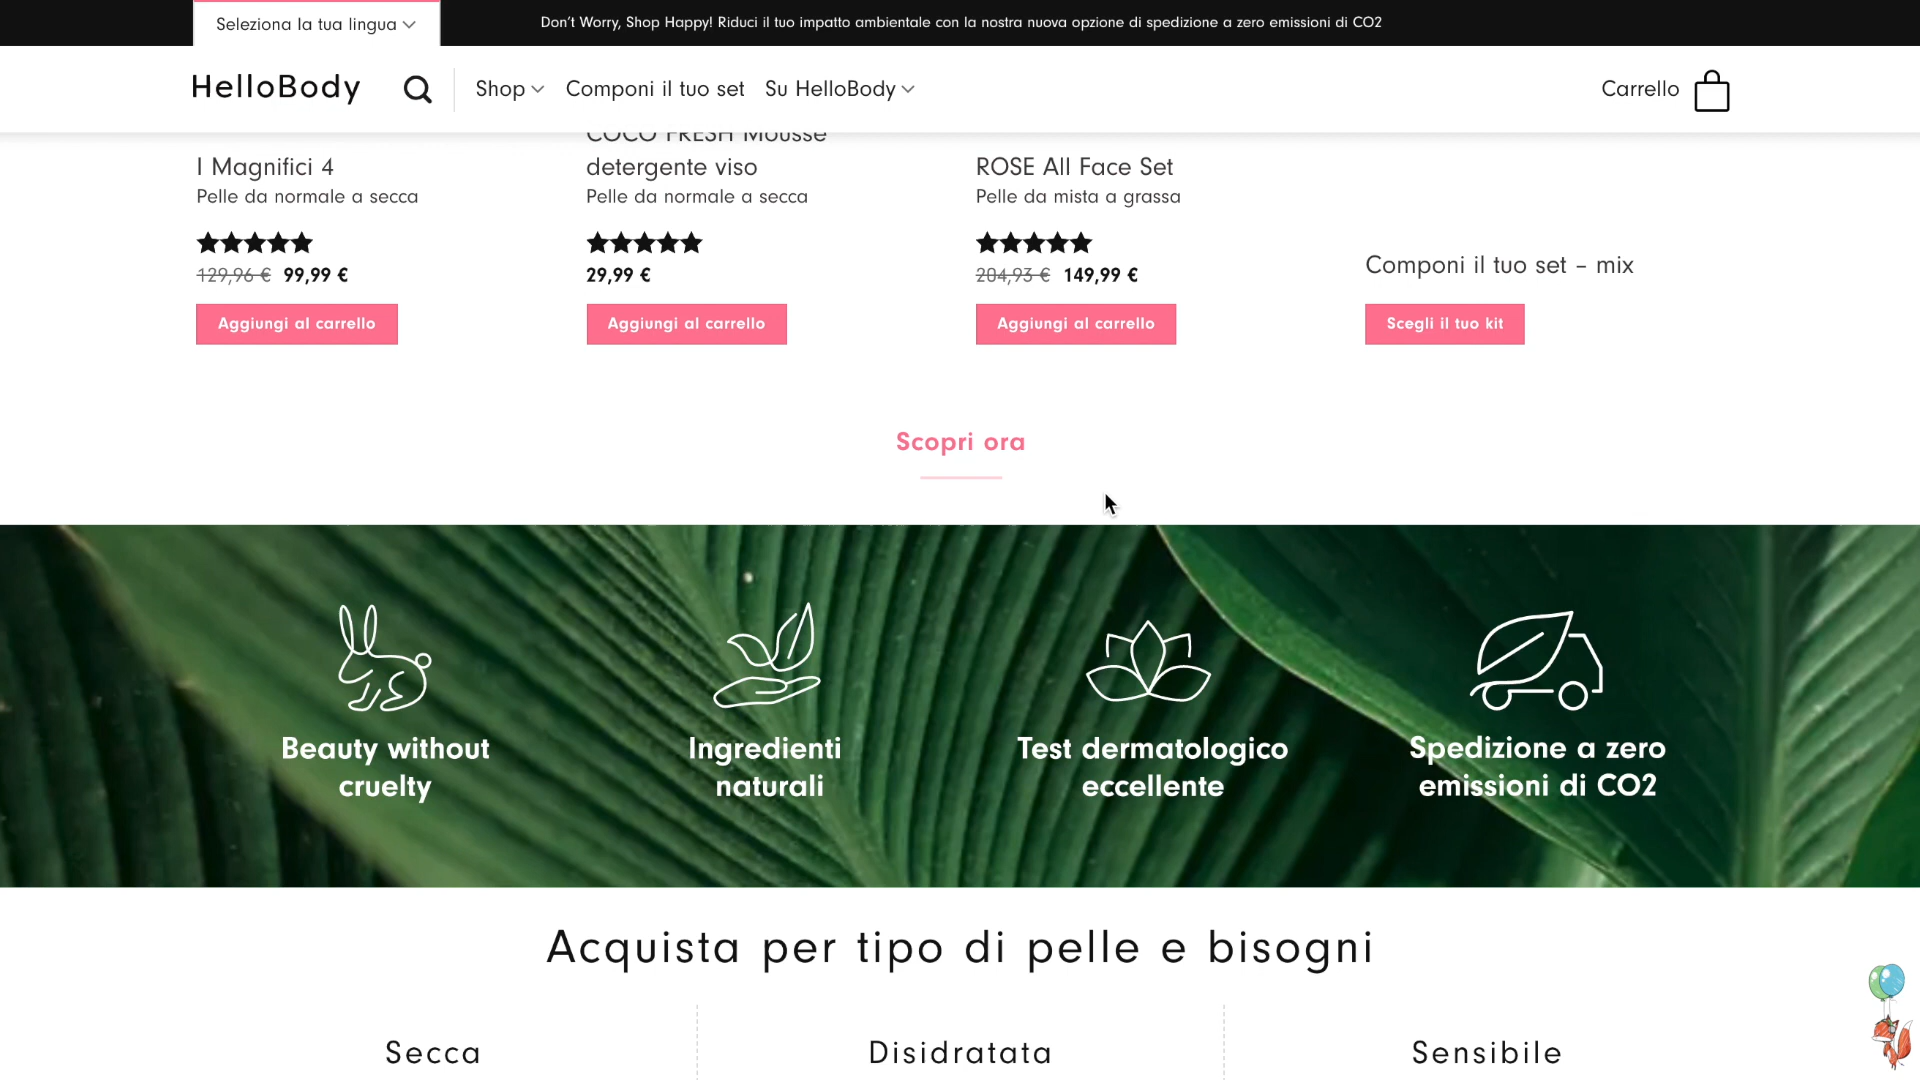 Seleziona la tua lingua
Don't Worry, Shop Happy! Riduci il tuo impatto ambientale con la nostra nuova opzione di spedizione a zero emissioni di CO2
HelloBody
Shop
Componi il tuo set
Su HelloBody
Carrello
I Magnifici 4
Pelle da normale a secca
129,96 € 99,99 €
Aggiungi al carrello
COCO FRESH Mousse
detergente viso
Pelle da normale a secca
29,99 €
Aggiungi al carrello
ROSE All Face Set
Pelle da mista a grassa
204,93 € 149,99 €
Aggiungi al carrello
Componi il tuo set – mix
Scegli il tuo kit
Scopri ora
Beauty without
cruelty
Ingredienti
naturali
Test dermatologico
eccellente
Spedizione a zero
emissioni di CO2
Acquista per tipo di pelle e bisogni
Secca
Disidratata
Sensibile